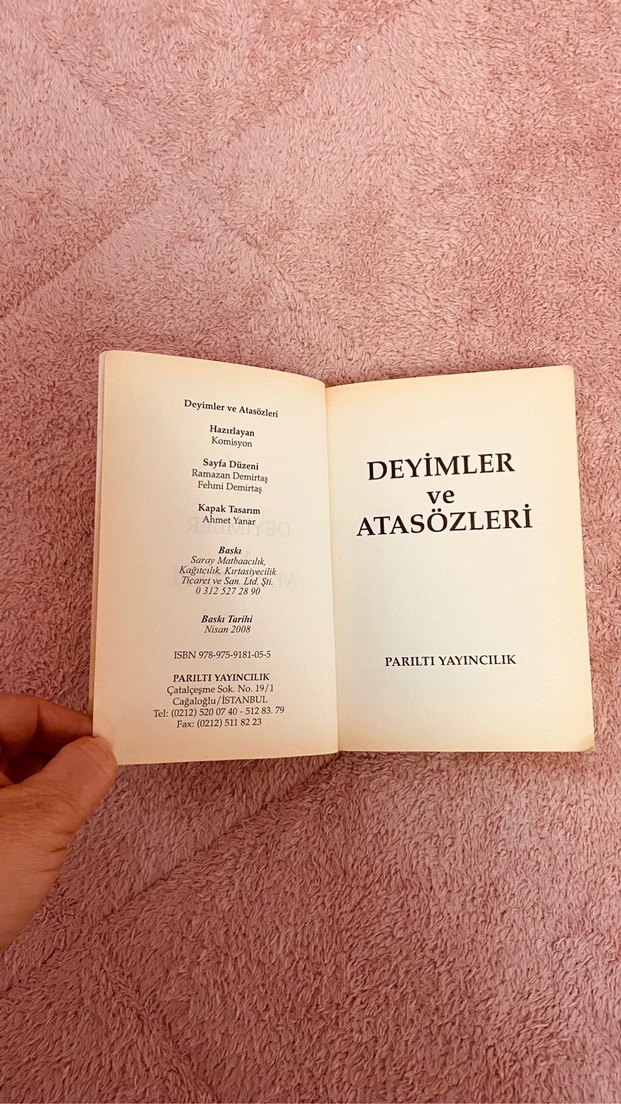 Deyimler ve Atasözleri
Hazırlayan
Komisyon
Sayfa Düzeni
Ramazan Demirtaş
Fehmi Demirtaş
Kapak Tasarım
Ahmet Yanar
Baskı
Saray Matbaacılık,
Kağıtcılık, Kırtasiyecilik
Ticaret ve San. Ltd. Şti.
0 312 527 28 90
Baskı Tarihi
Nisan 2008
ISBN 978-975-9181-05-5
PARILTI YAYINCILIK
Çatalçeşme Sok. No. 19/1
Cağaloğlu/İSTANBUL
Tel: (0212) 520 07 40 - 512 83. 79
Fax: (0212) 511 82 23
DEYİMLER
ve
ATASÖZLERİ
PARILTI YAYINCILIK